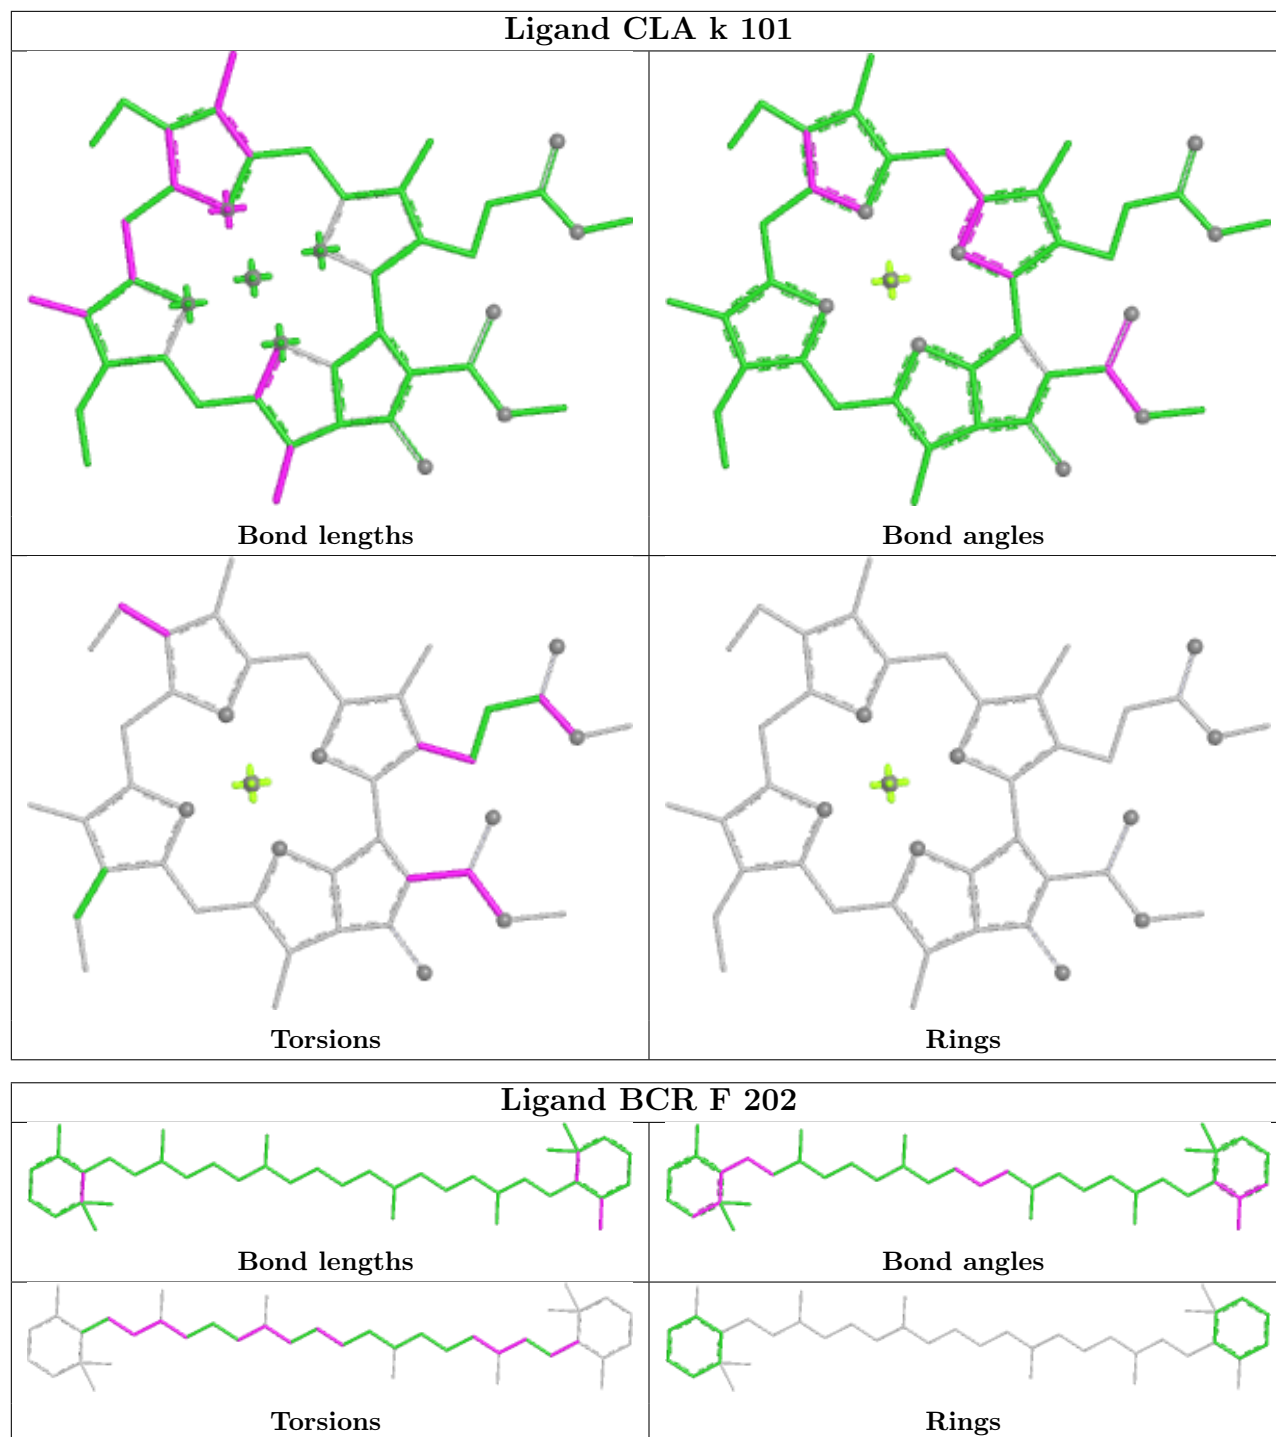 Ligand CLA k 101
Bond lengths
Bond angles
Torsions
Rings
Ligand BCR F 202
Bond lengths
Bond angles
Torsions
Rings